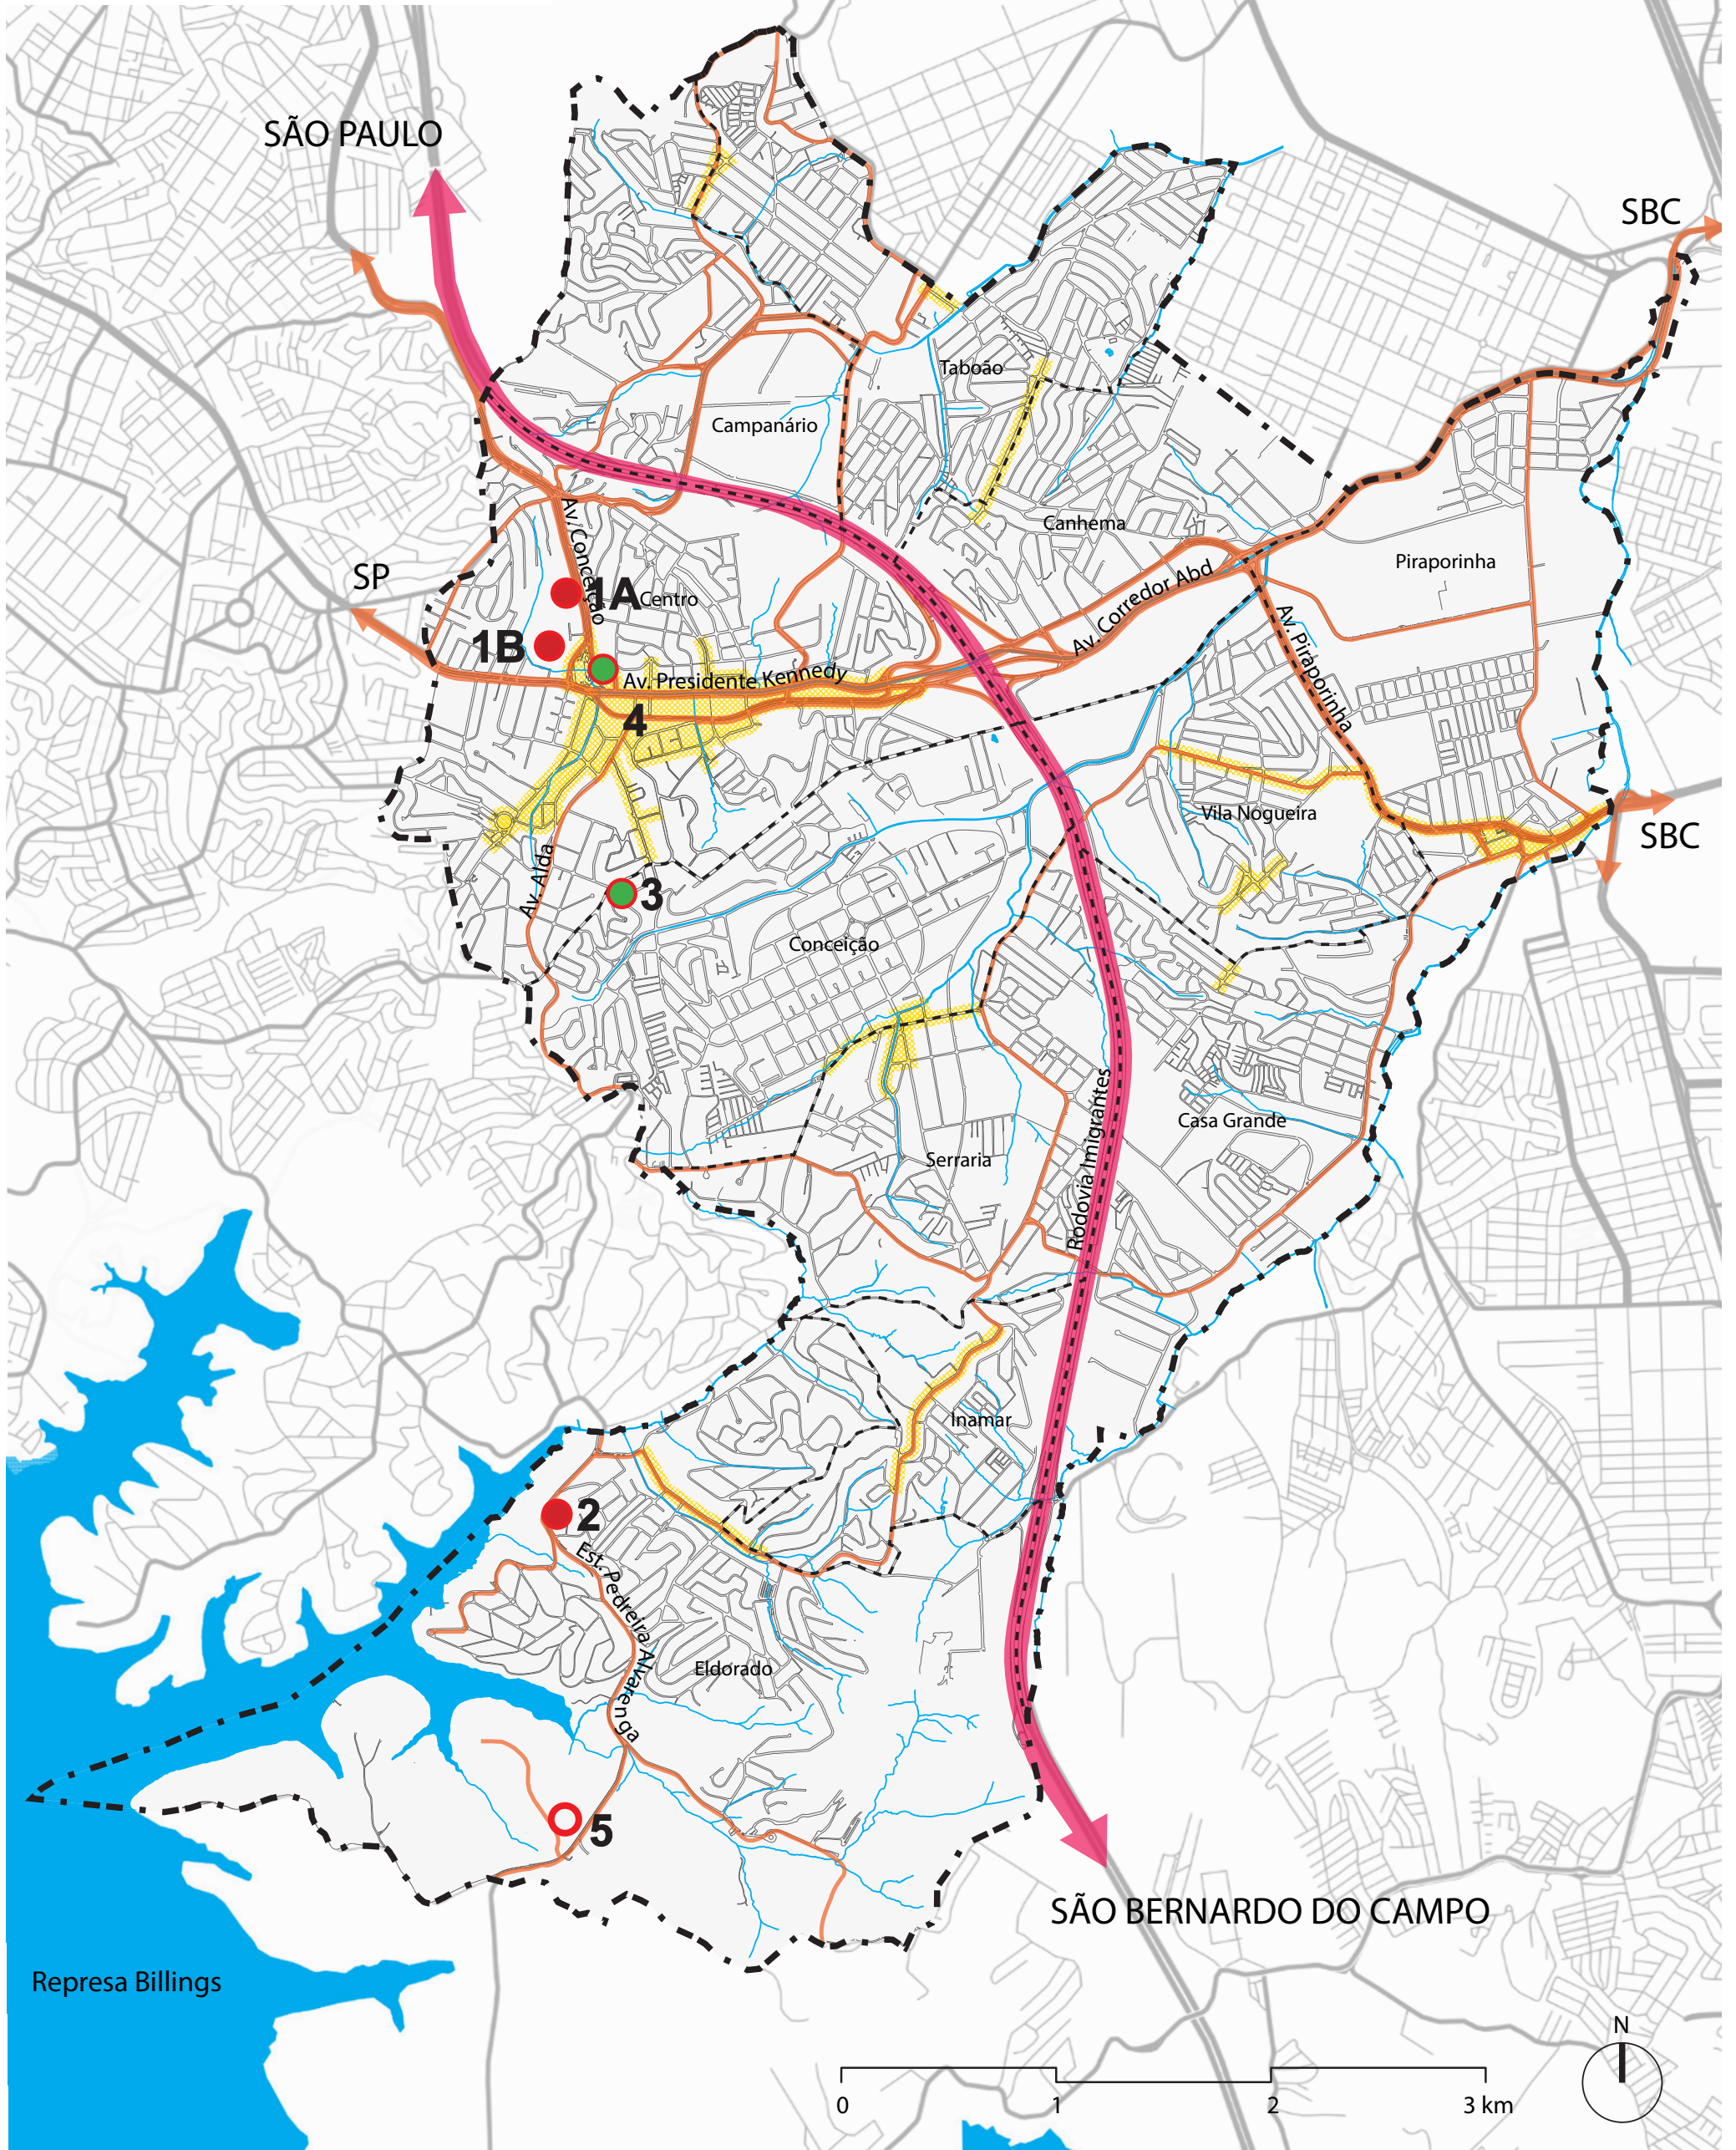 SÃO PAULO
SBC
Taboão
Campanário
Av. Conceição
Canhema
Piraporinha
SP
1A
Centro
Av. Corredor Abd
1B
Av. Piraporinha
Av. Presidente Kennedy
4
Vila Nogueira
SBC
Av. Alda
3
Conceição
Rodovia Imigrantes
Casa Grande
Serraria
Inamar
2
Est. Pedreira Alvarenga
Eldorado
5
SÃO BERNARDO DO CAMPO
Represa Billings
N
0 1 2 3 km